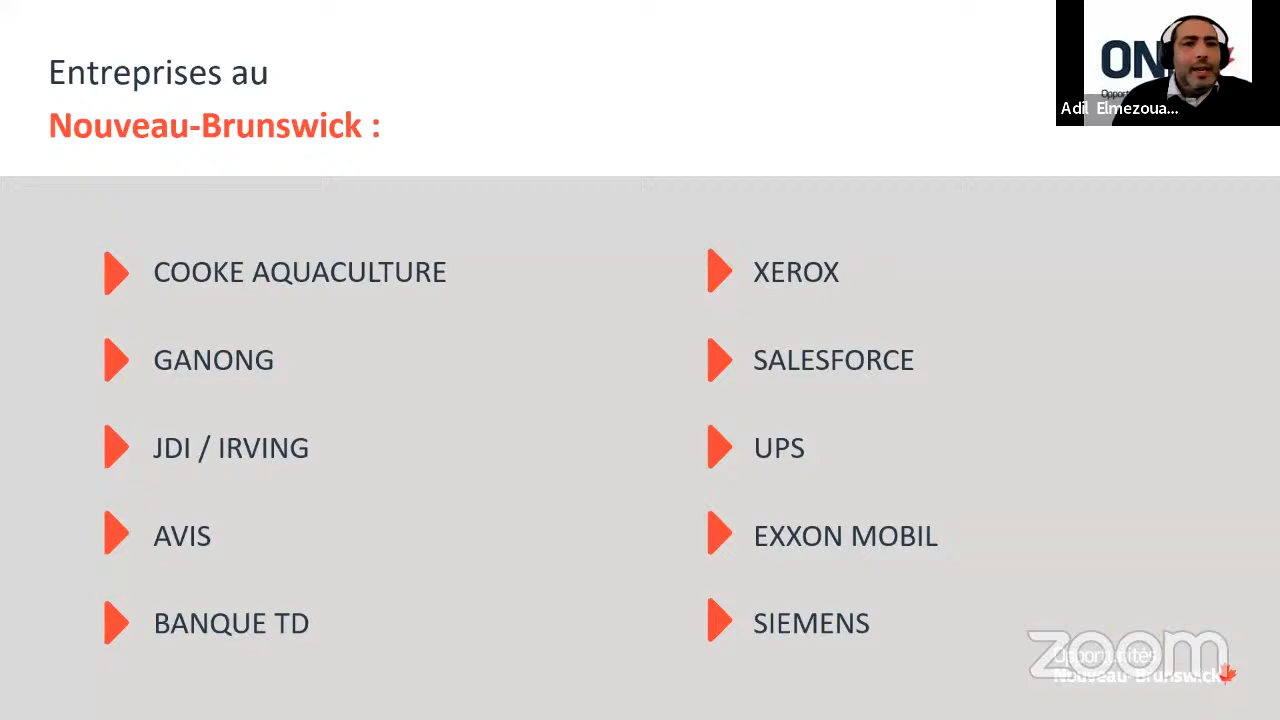 Entreprises au
Nouveau-Brunswick :
Adil Elmezoua...
COOKE AQUACULTURE
GANONG
JDI / IRVING
AVIS
BANQUE TD
XEROX
SALESFORCE
UPS
EXXON MOBIL
SIEMENS
zoom
Opportunités
Nouveau-Brunswick